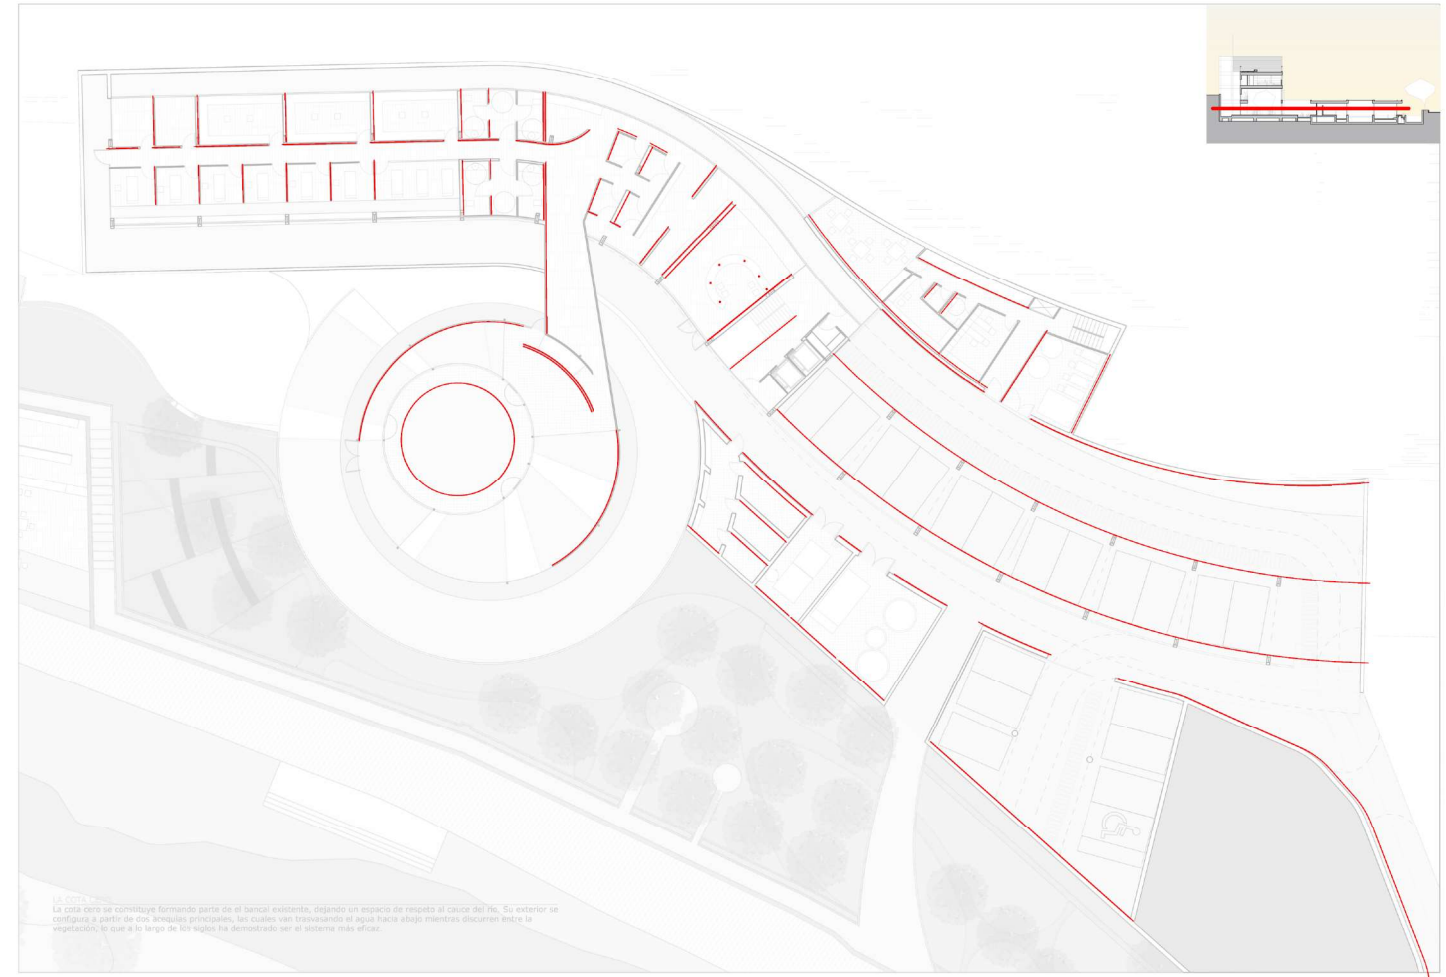 LA COTA
La cota cero se constituye formando parte de el bancal existente, dejando un espacio de respeto al cauce del río. Su exterior se
configura a partir de dos acequias principales, las cuales van trasvasando el agua hacia abajo mientras discurren entre la
vegetación, lo que a lo largo de los siglos ha demostrado ser el sistema más eficaz.